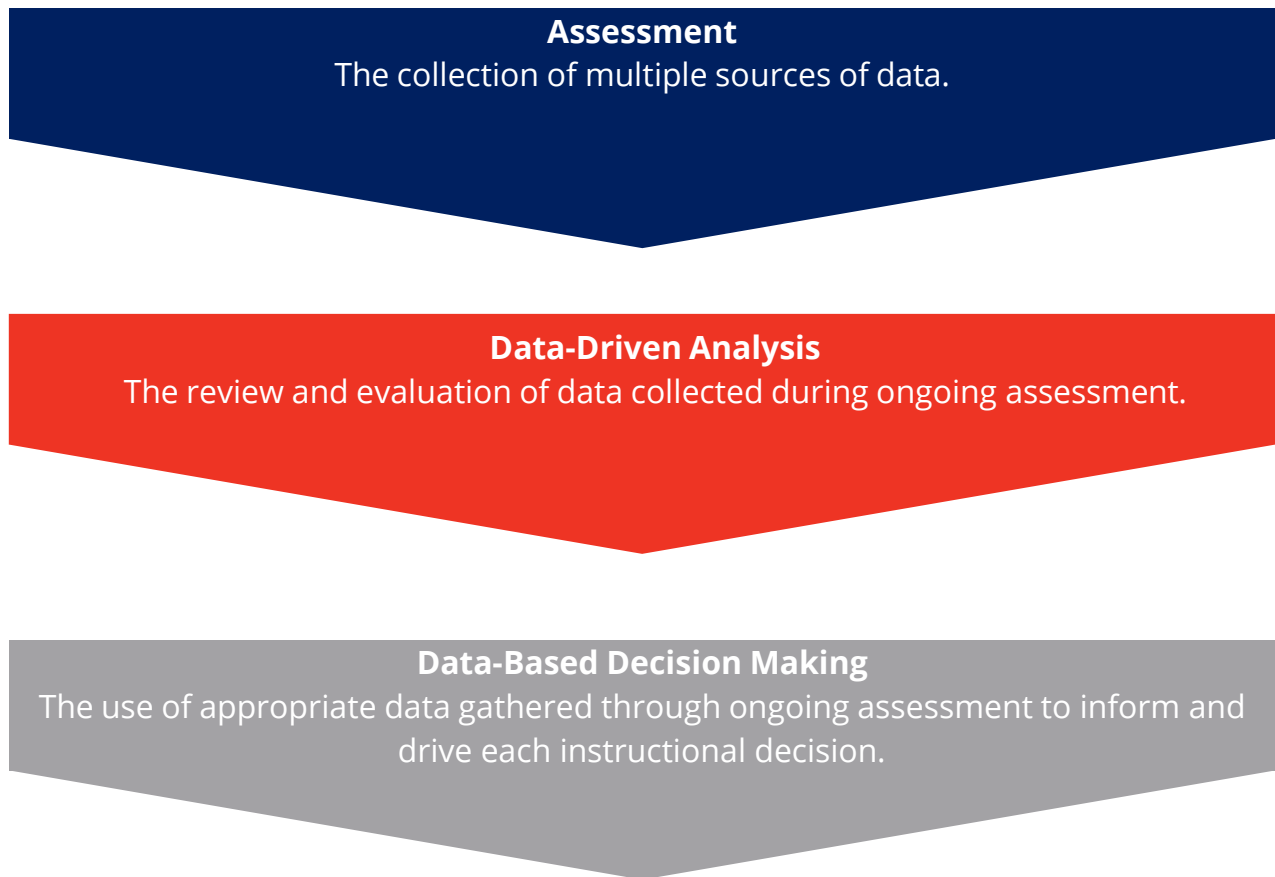 Assessment
The collection of multiple sources of data.
Data-Driven Analysis
The review and evaluation of data collected during ongoing assessment.
Data-Based Decision Making
The use of appropriate data gathered through ongoing assessment to inform and
drive each instructional decision.